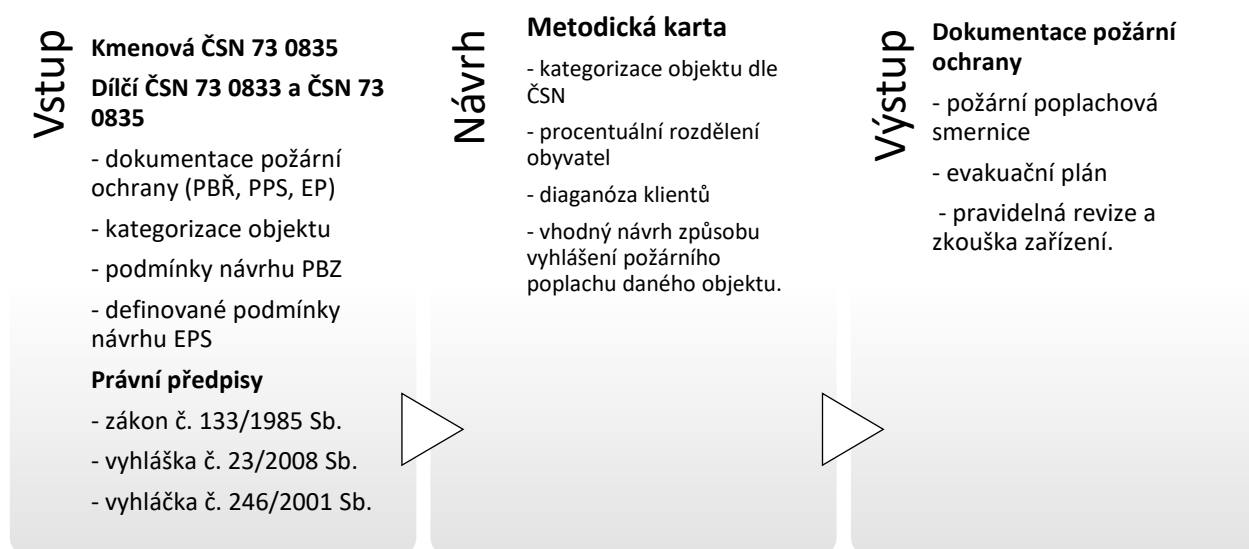 Vstup
Kmenová ČSN 73 0835
Dílčí ČSN 73 0833 a ČSN 73
0835
- dokumentace požární
ochrany (PBŘ, PPS, EP)
- kategorizace objektu
- podmínky návrhu PBZ
- definované podmínky
návrhu EPS
Právní předpisy
- zákon č. 133/1985 Sb.
- vyhláška č. 23/2008 Sb.
- vyhláčka č. 246/2001 Sb.
Návrh
Metodická karta
- kategorizace objektu dle
ČSN
- procentuální rozdělení
obyvatel
- diaganóza klientů
- vhodný návrh způsobu
vyhlášení požárního
poplachu daného objektu.
Výstup
Dokumentace požární
ochrany
- požární poplachová
smernice
- evakuační plán
- pravidelná revize a
zkouška zařízení.